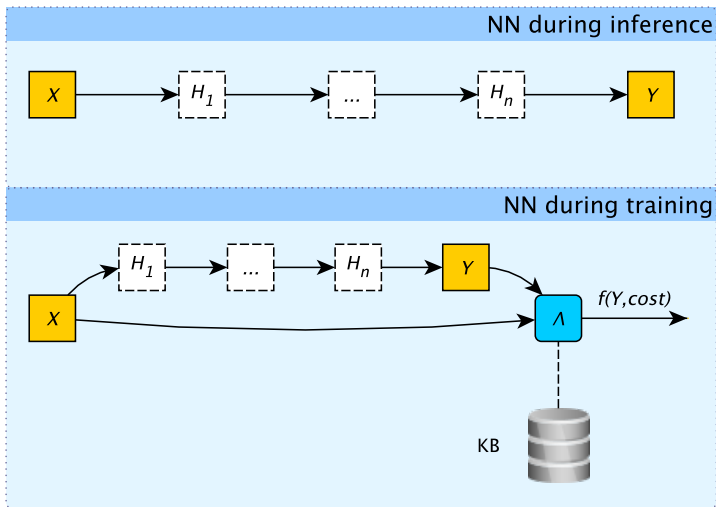 NN during inference
X
H1
...
Hn
Y
NN during training
H1
...
Hn
Y
X
Λ
f(Y,cost)
KB